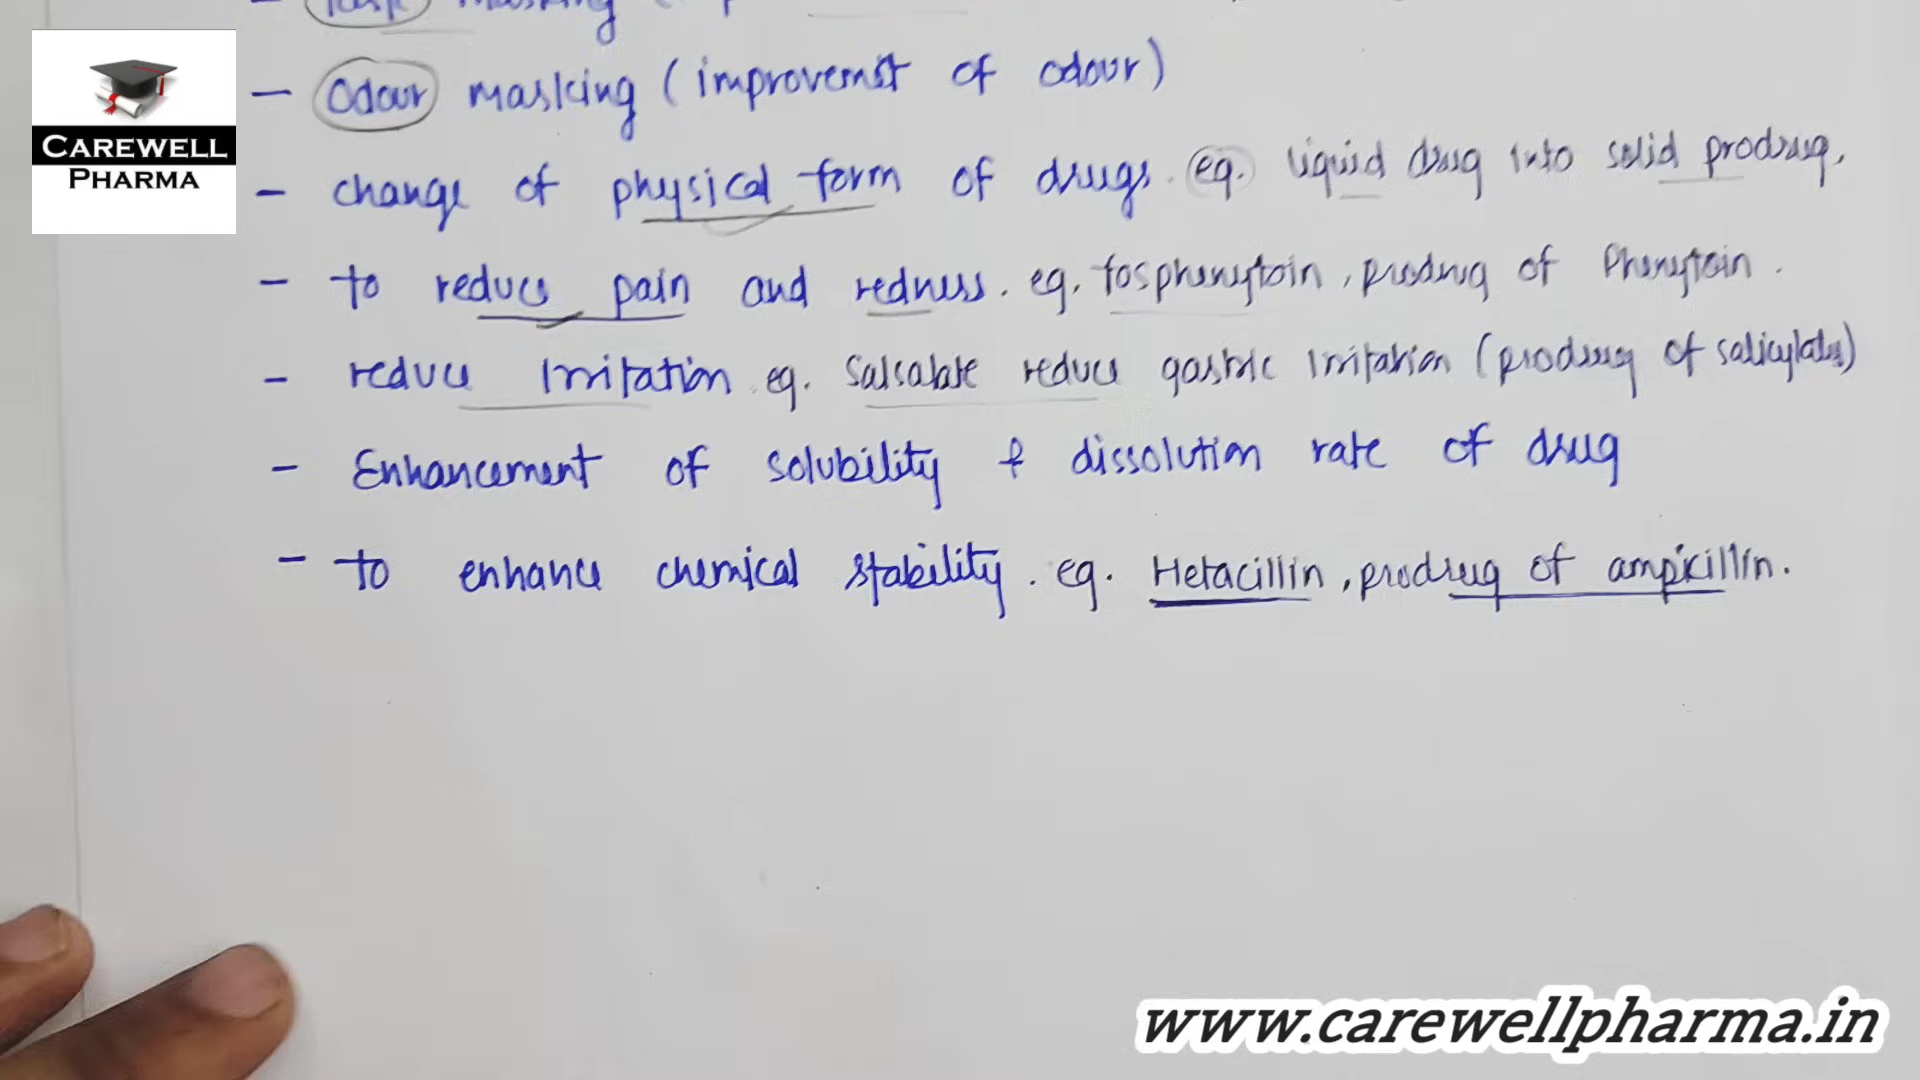 masking (
- Odour masking (improvemnt of odour)
- change of physical form of drugs. eg. liquid drug into solid prodrug,
- to reduce pain and redness. eg. fosphenytoin, prodrug of Phenytoin.
- reduce Irritation eg. Salsalate reduce gastric irritation (prodrug of salicylates)
- Enhancement of solubility & dissolution rate of drug
- to enhance chemical stability. eg. Hetacillin, prodrug of ampicillin.
CAREWELL
PHARMA
www.carewellpharma.in